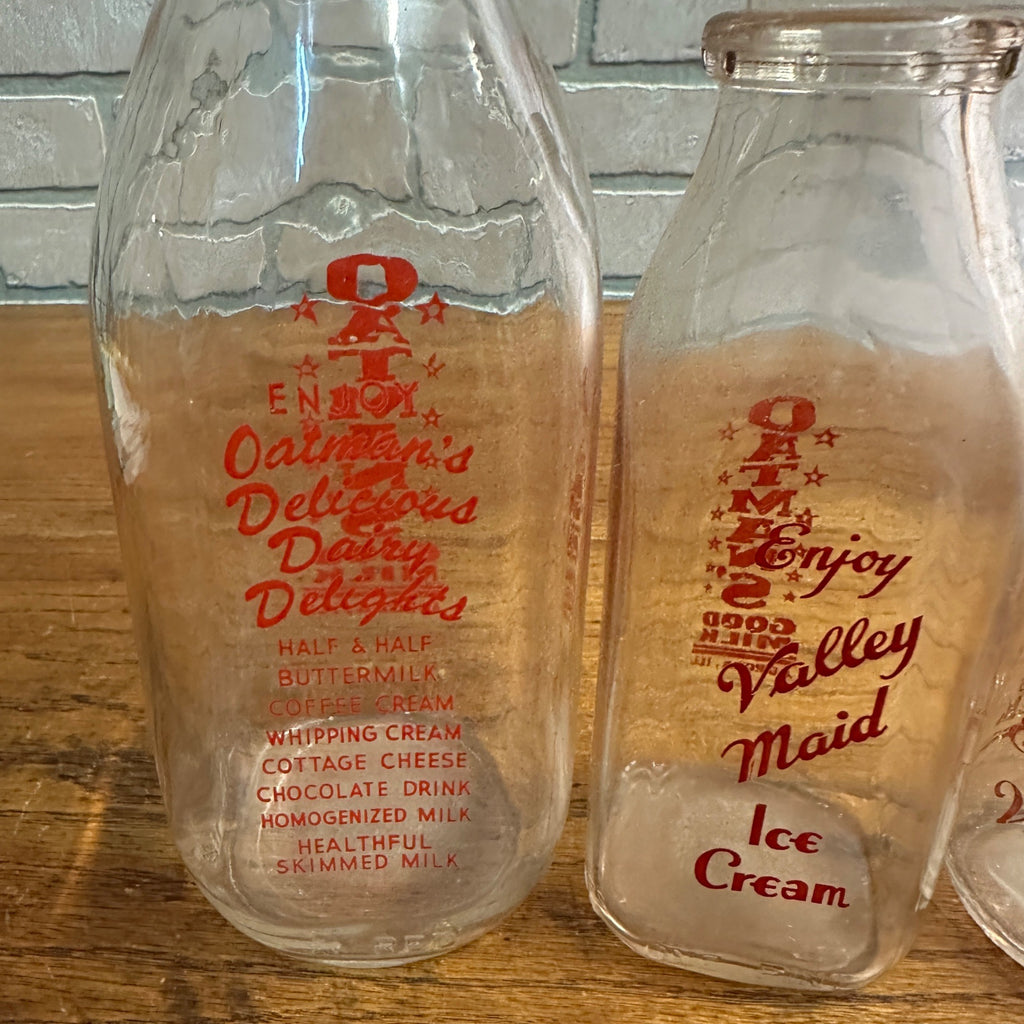 ENJOY
Oatman's
Delicious
Dairy
Delights
HALF & HALF
BUTTERMILK
COFFEE CREAM
WHIPPING CREAM
COTTAGE CHEESE
CHOCOLATE DRINK
HOMOGENIZED MILK
HEALTHFUL
SKIMMED MILK
OATMAN'S
GOOD
MILK
Enjoy
Valley
Maid
Ice
Cream